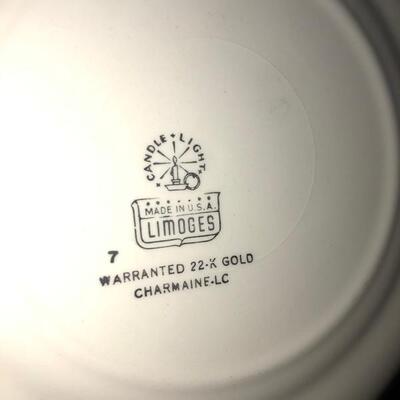 CANDLE + LIGHT
MADE IN U.S.A.
LIMOGES
7
WARRANTED 22-K GOLD
CHARMAINE-LC